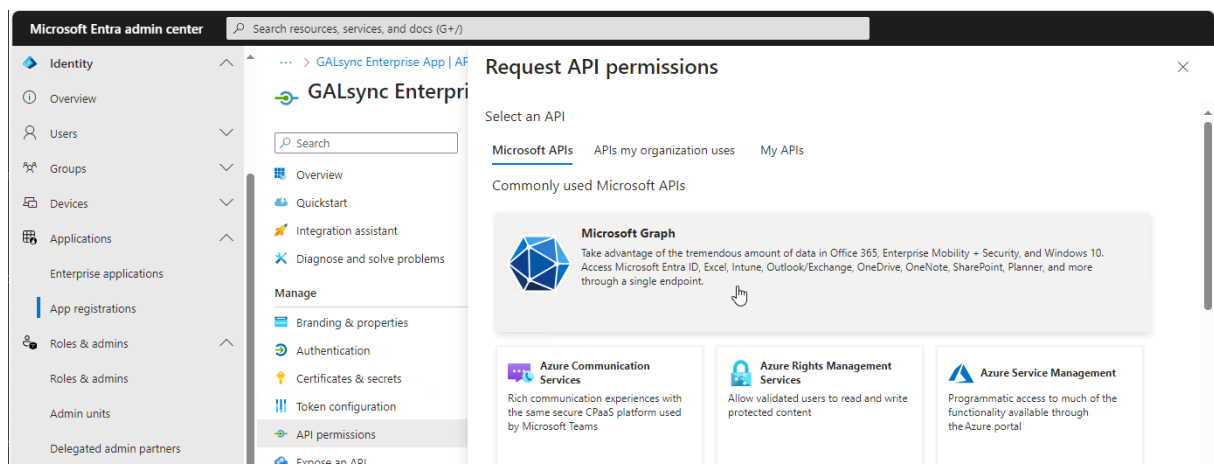 Microsoft Entra admin center
Search resources, services, and docs (G+/)
Identity
Overview
Users
Groups
Devices
Applications
Enterprise applications
App registrations
Roles & admins
Roles & admins
Admin units
Delegated admin partners
··· > GALsync Enterprise App | AP
GALsync Enterpri
Search
Overview
Quickstart
Integration assistant
Diagnose and solve problems
Manage
Branding & properties
Authentication
Certificates & secrets
Token configuration
API permissions
Expose an API
Request API permissions
Select an API
Microsoft APIs APIs my organization uses My APIs
Commonly used Microsoft APIs
Microsoft Graph
Take advantage of the tremendous amount of data in Office 365, Enterprise Mobility + Security, and Windows 10.
Access Microsoft Entra ID, Excel, Intune, Outlook/Exchange, OneDrive, OneNote, SharePoint, Planner, and more
through a single endpoint.
Azure Communication
Services
Rich communication experiences with
the same secure CPaaS platform used
by Microsoft Teams
Azure Rights Management
Services
Allow validated users to read and write
protected content
Azure Service Management
Programmatic access to much of the
functionality available through
the Azure portal